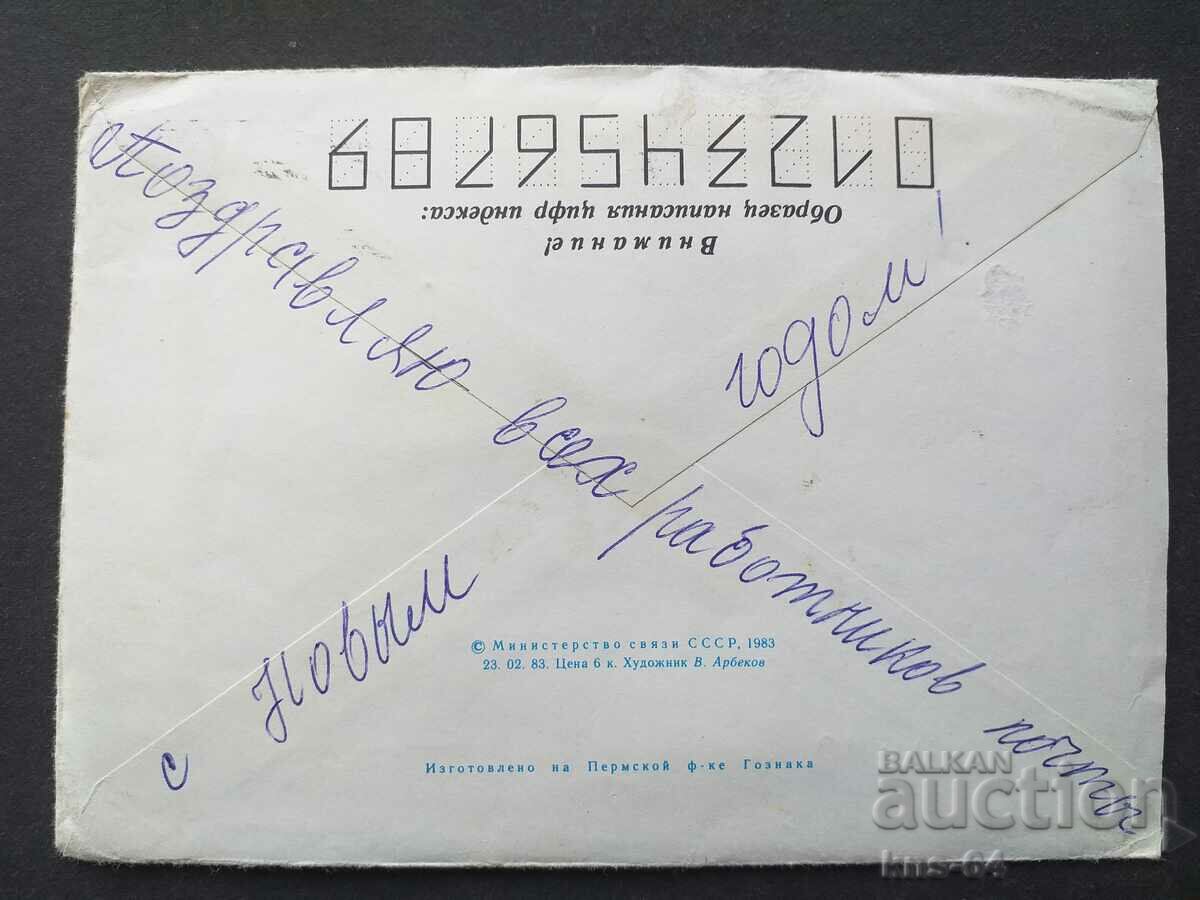 0123456789
Образец написания цифр индекса:
Внимание!
Поздравляю всех работников почты
с Новым годом!
© Министерство связи СССР, 1983
23. 02. 83. Цена 6 к. Художник В. Арбеков
Изготовлено на Пермской ф-ке Гознака
BALKAN
auction
kns-64